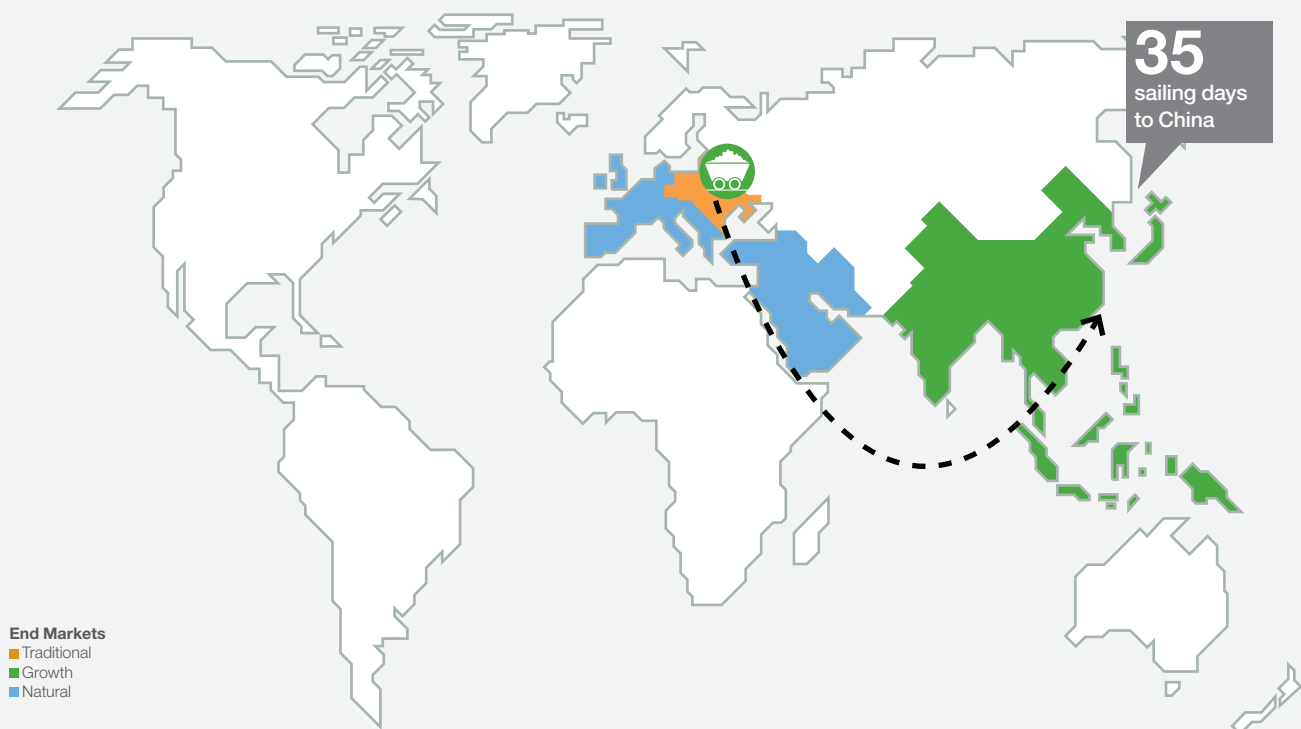 35
sailing days
to China
End Markets
Traditional
Growth
Natural